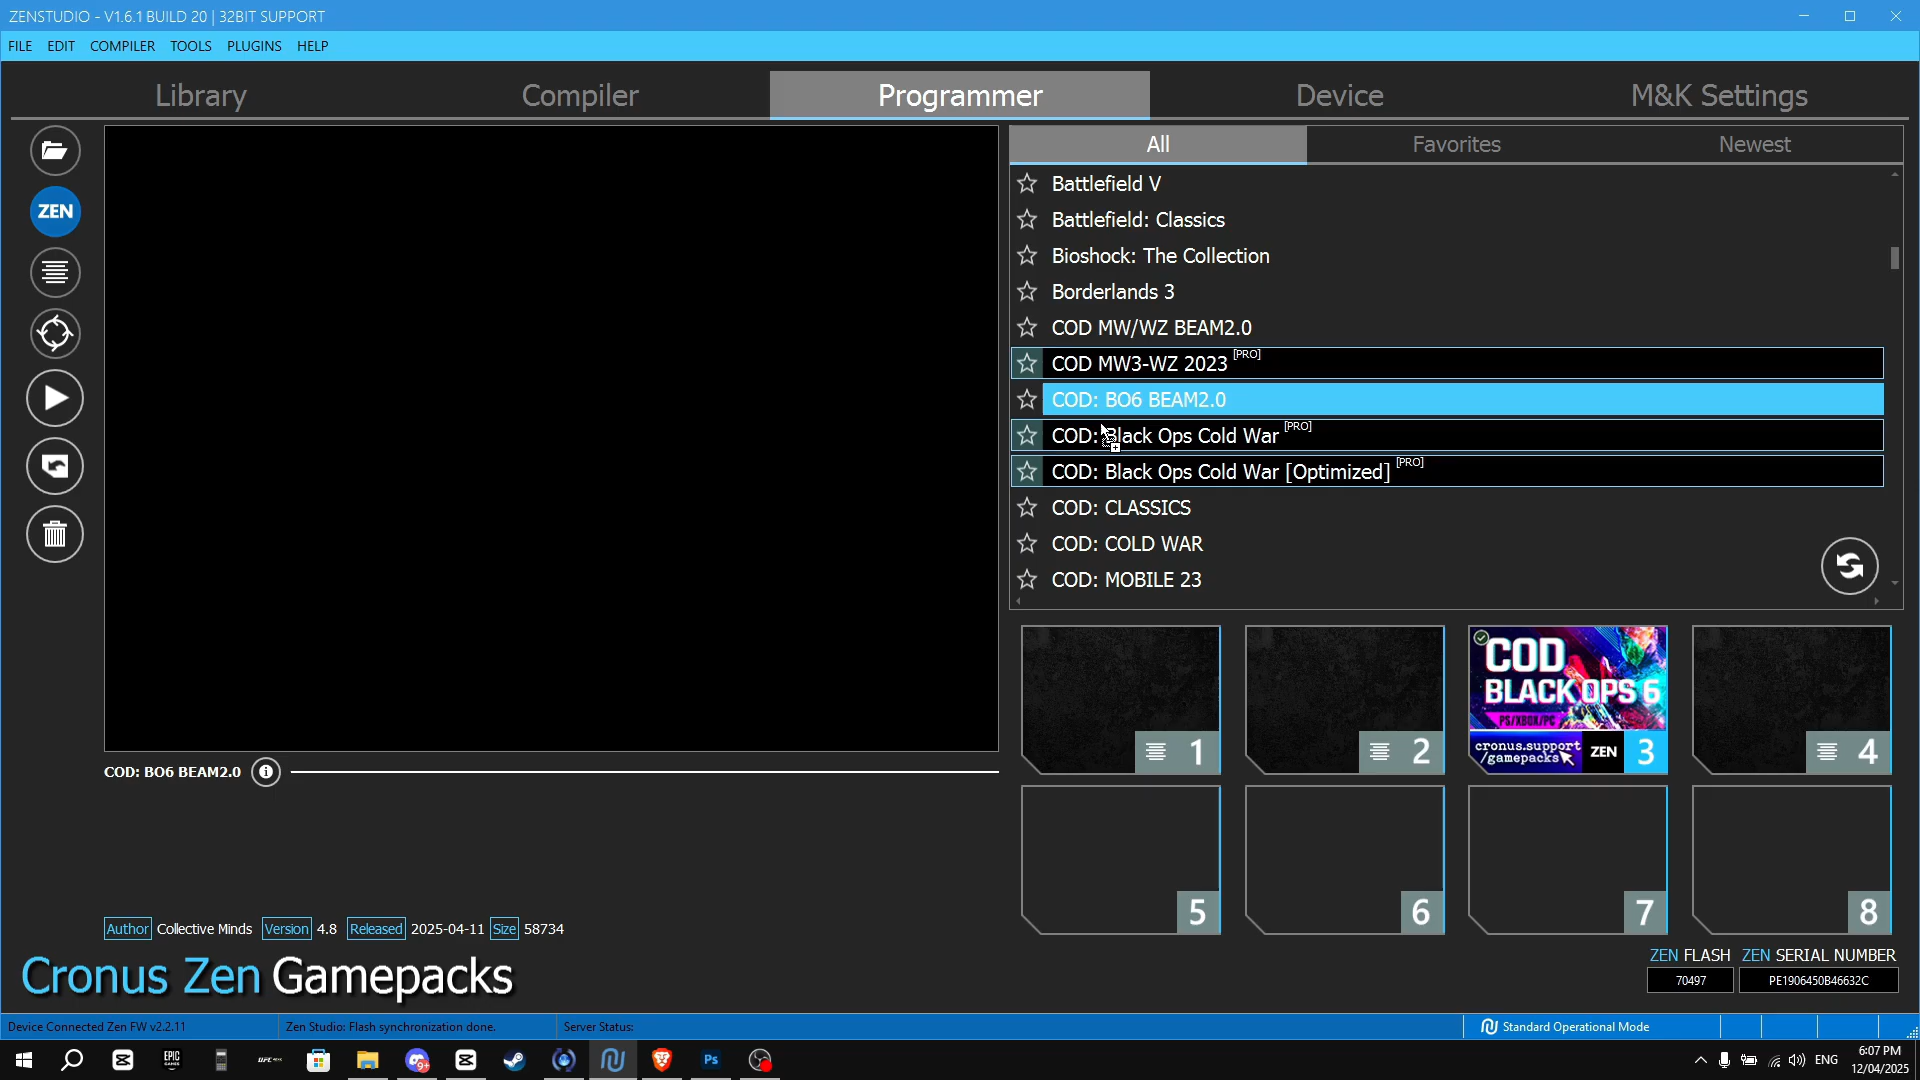 ZENSTUDIO - V1.6.1 BUILD 20 | 32BIT SUPPORT
FILE EDIT COMPILER TOOLS PLUGINS HELP
Library Compiler Programmer Device M&K Settings
All Favorites Newest
ZEN
Battlefield V
Battlefield: Classics
Bioshock: The Collection
Borderlands 3
COD MW/WZ BEAM2.0
COD MW3-WZ 2023 [PRO]
COD: BO6 BEAM2.0
COD: Black Ops Cold War [PRO]
COD: Black Ops Cold War [Optimized] [PRO]
COD: CLASSICS
COD: COLD WAR
COD: MOBILE 23
COD
BLACK OPS 6
PS/XBOX/PC
cronus.support
/gamepacks
ZEN
1 2 3 4
5 6 7 8
COD: BO6 BEAM2.0
Author Collective Minds Version 4.8 Released 2025-04-11 Size 58734
Cronus Zen Gamepacks
ZEN FLASH ZEN SERIAL NUMBER
70497 PE1906450B46632C
Device Connected Zen FW v2.2.11 Zen Studio: Flash synchronization done. Server Status: Standard Operational Mode
EPIC
GAMES
9+
Ps
ENG
6:07 PM
12/04/2025